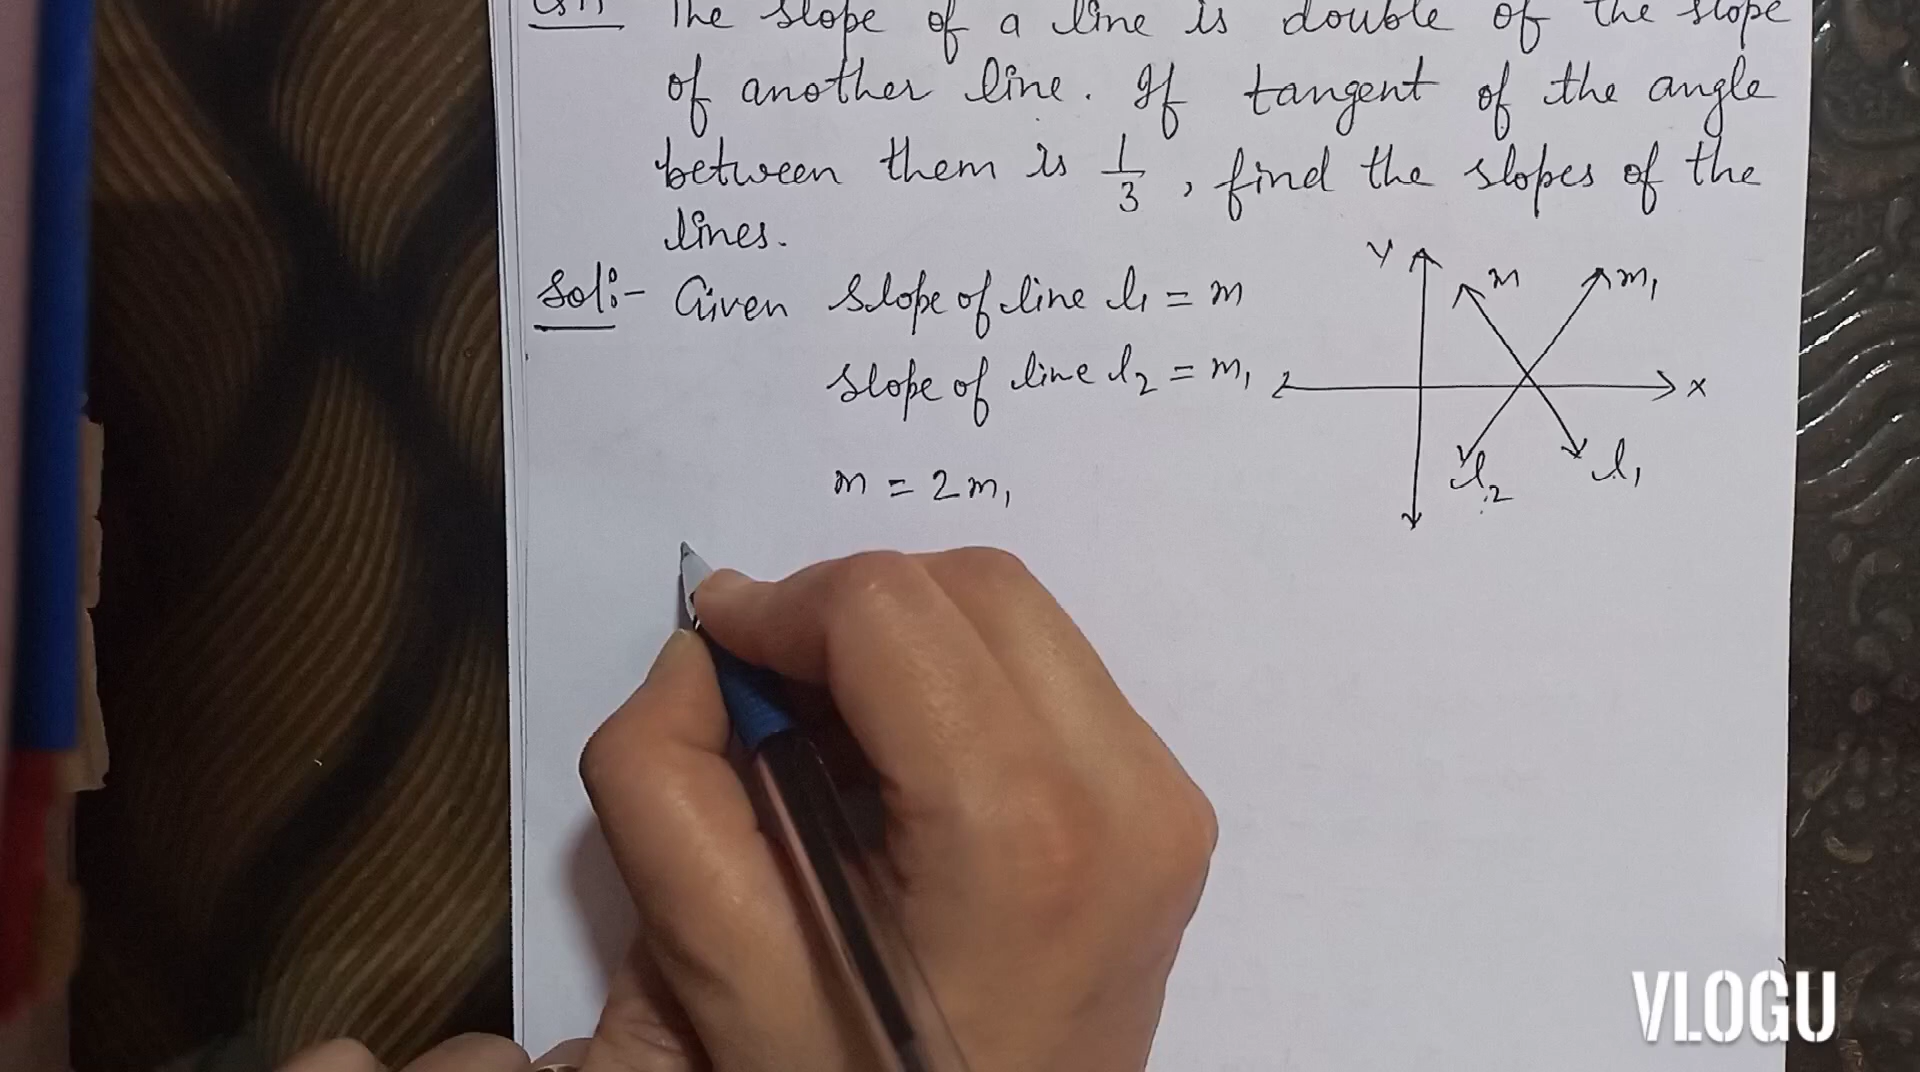 The slope of a line is double of the slope
of another line. If tangent of the angle
between them is 1/3, find the slopes of the
lines.
Sol:- Given slope of line l₁ = m
slope of line l₂ = m₁
m = 2m₁
Y
m
m₁
X
l₂
l₁
VLOGU